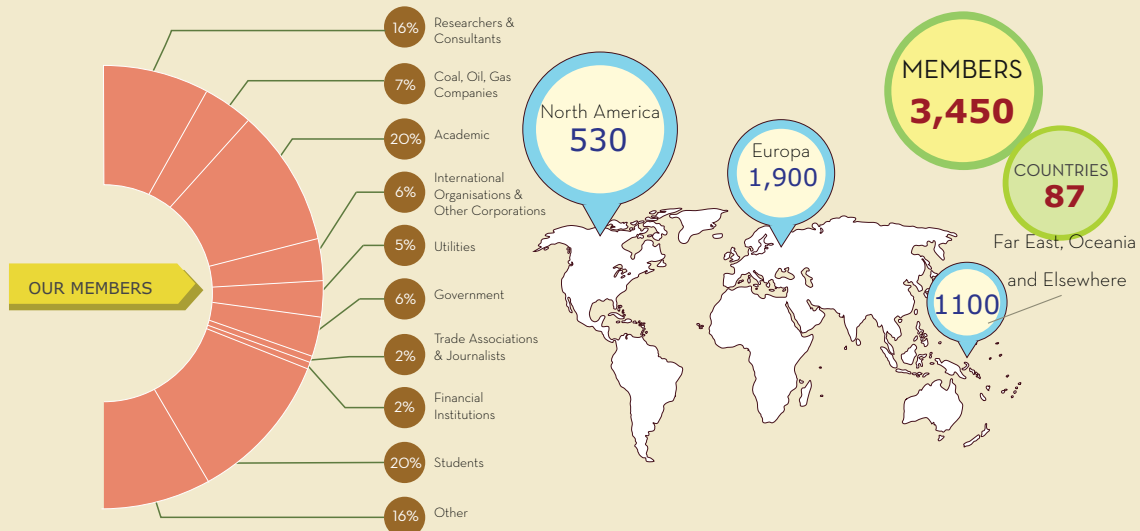 OUR MEMBERS
16%
Researchers &
Consultants
7%
Coal, Oil, Gas
Companies
20%
Academic
6%
International
Organisations &
Other Corporations
5%
Utilities
6%
Government
2%
Trade Associations
& Journalists
2%
Financial
Institutions
20%
Students
16%
Other
North America
530
Europa
1,900
MEMBERS
3,450
COUNTRIES
87
Far East, Oceania
and Elsewhere
1100